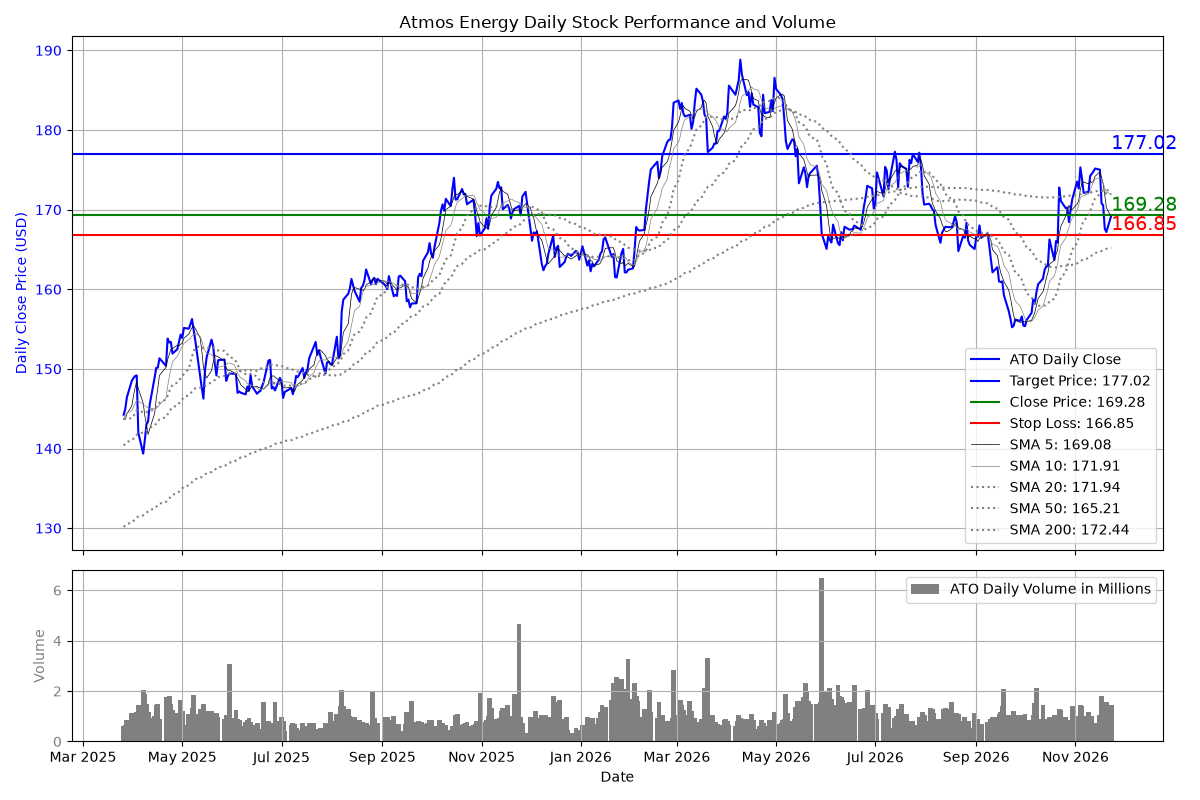 Atmos Energy Daily Stock Performance and Volume
Daily Close Price (USD)
190
180
170
160
150
140
130
177.02
169.28
166.85
ATO Daily Close
Target Price: 177.02
Close Price: 169.28
Stop Loss: 166.85
SMA 5: 169.08
SMA 10: 171.91
SMA 20: 171.94
SMA 50: 165.21
SMA 200: 172.44
Volume
6
4
2
0
ATO Daily Volume in Millions
Mar 2025 May 2025 Jul 2025 Sep 2025 Nov 2025 Jan 2026 Mar 2026 May 2026 Jul 2026 Sep 2026 Nov 2026
Date